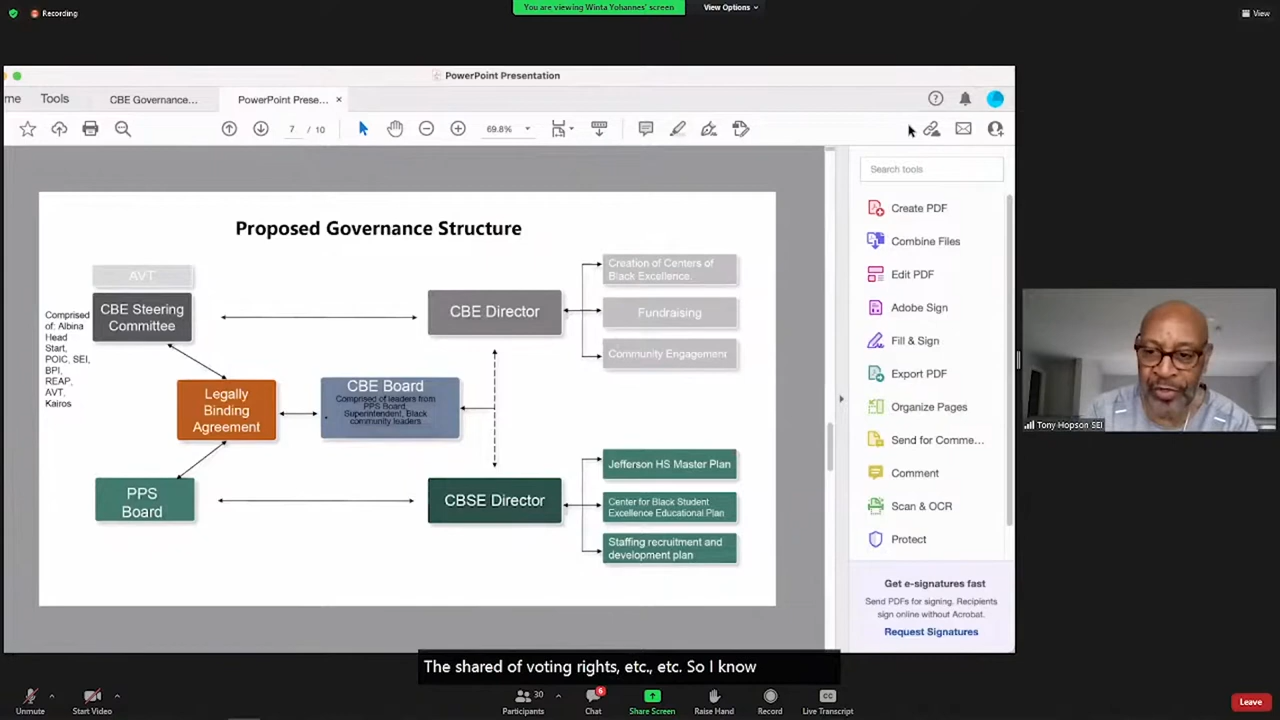 Recording
You are viewing Winta Yohannes' screen
View Options
View
PowerPoint Presentation
me
Tools
CBE Governance...
PowerPoint Prese...
7 / 10
69.8%
Search tools
Proposed Governance Structure
AVT
CBE Steering
Committee
Comprised
of: Albina
Head
Start,
POIC, SEI,
BPI,
REAP,
AVT,
Kairos
CBE Director
Creation of Centers of
Black Excellence.
Fundraising
Community Engagement
Legally
Binding
Agreement
CBE Board
Comprised of leaders from
PPS Board,
Superintendent, Black
community leaders
PPS
Board
CBSE Director
Jefferson HS Master Plan
Center for Black Student
Excellence Educational Plan
Staffing recruitment and
development plan
Create PDF
Combine Files
Edit PDF
Adobe Sign
Fill & Sign
Export PDF
Organize Pages
Send for Comme...
Comment
Scan & OCR
Protect
Get e-signatures fast
Send PDFs for signing. Recipients
sign online without Acrobat.
Request Signatures
Tony Hopson SEI
The shared of voting rights, etc., etc. So I know
Unmute
Start Video
30
Participants
6
Chat
Share Screen
Raise Hand
Record
CC
Live Transcript
Leave